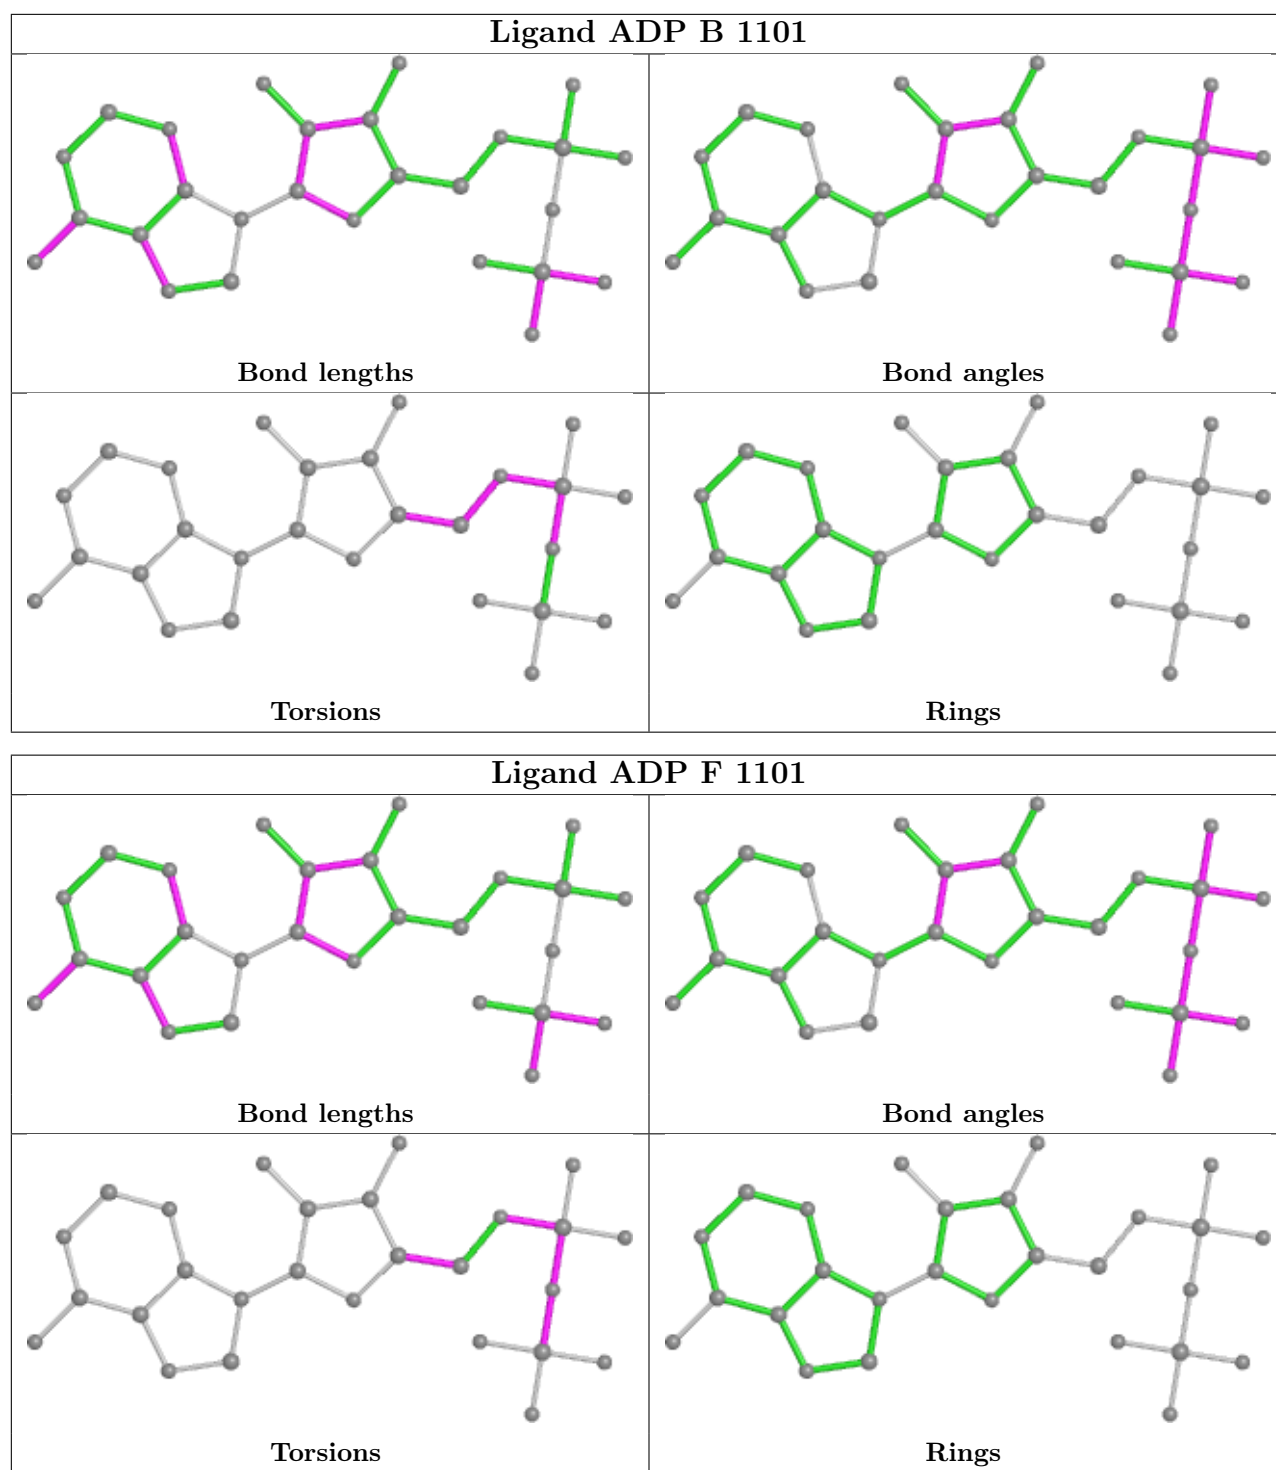 Ligand ADP B 1101
Bond lengths
Bond angles
Torsions
Rings
Ligand ADP F 1101
Bond lengths
Bond angles
Torsions
Rings